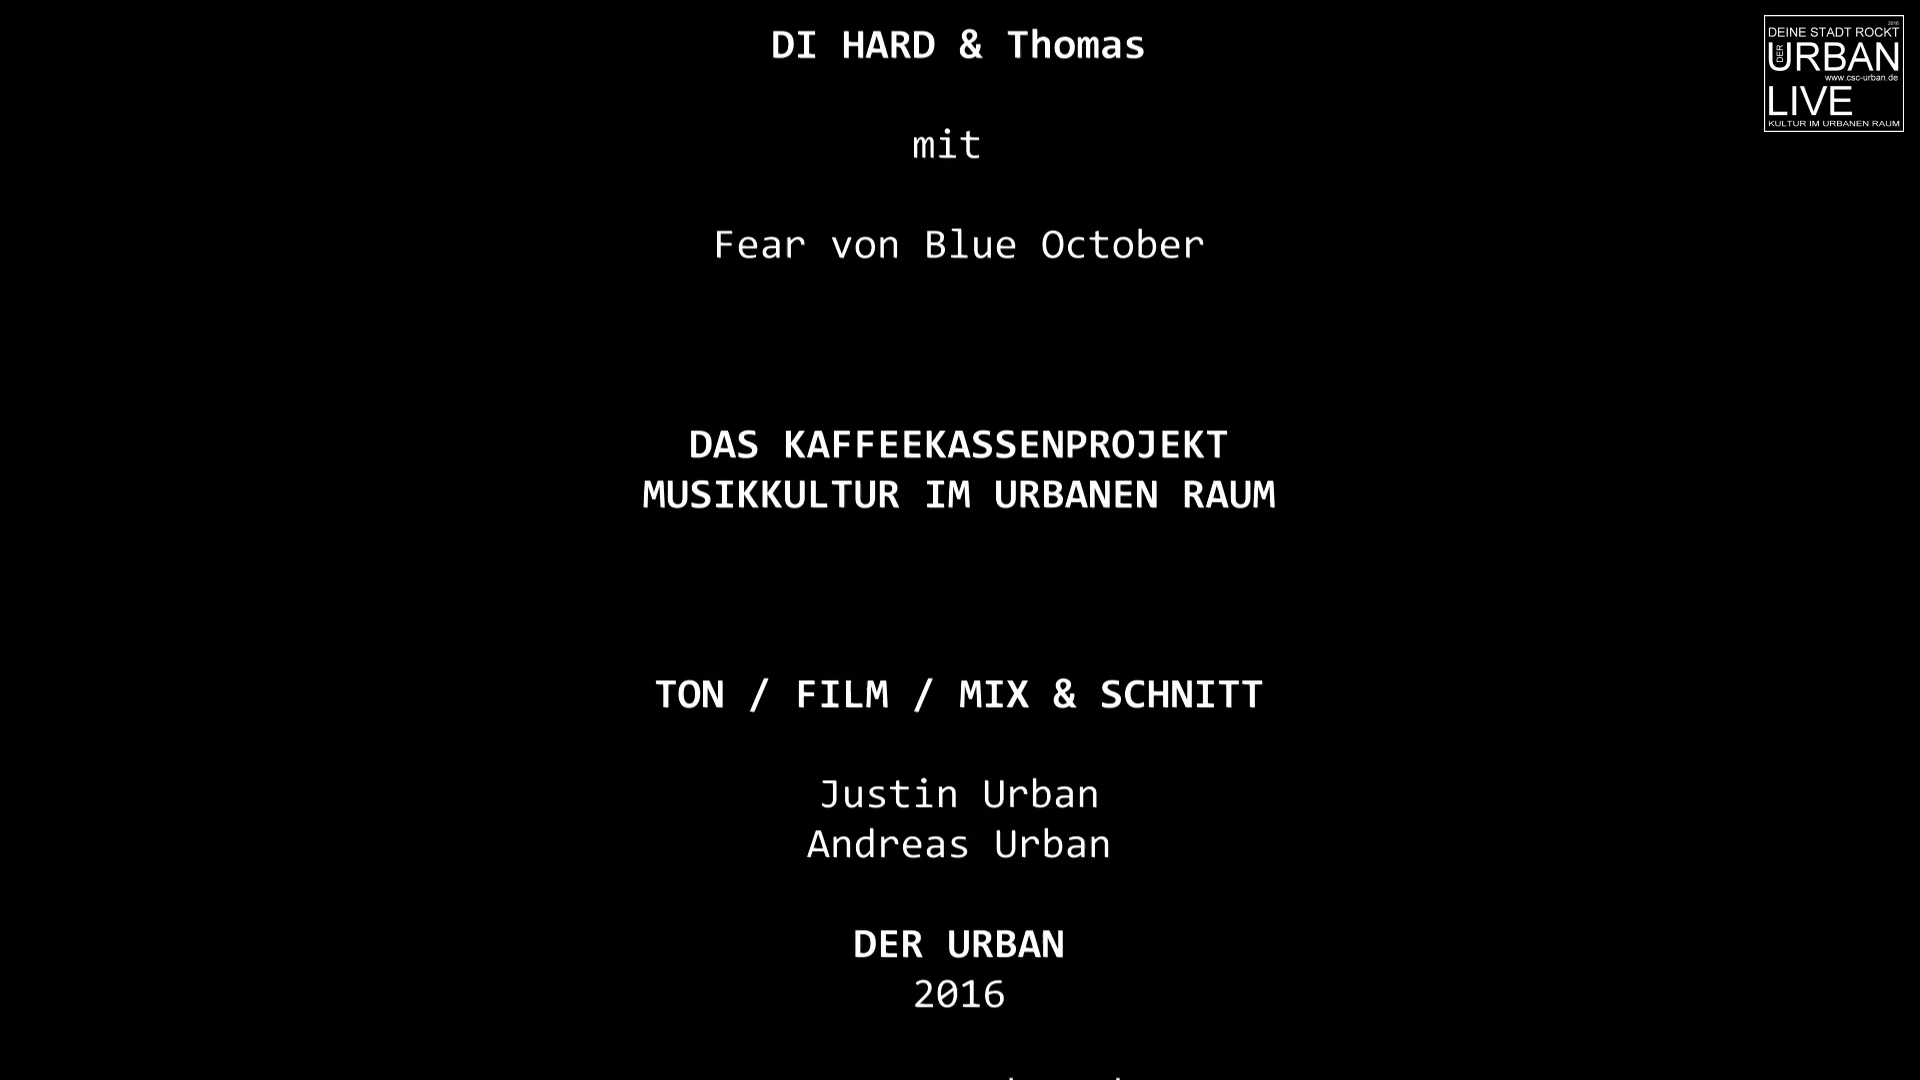 DI HARD & Thomas
mit
Fear von Blue October
DAS KAFFEEKASSENPROJEKT
MUSIKKULTUR IM URBANEN RAUM
TON / FILM / MIX & SCHNITT
Justin Urban
Andreas Urban
DER URBAN
2016
2016
DEINE STADT ROCKT
DER
URBAN
www.csc-urban.de
LIVE
KULTUR IM URBANEN RAUM